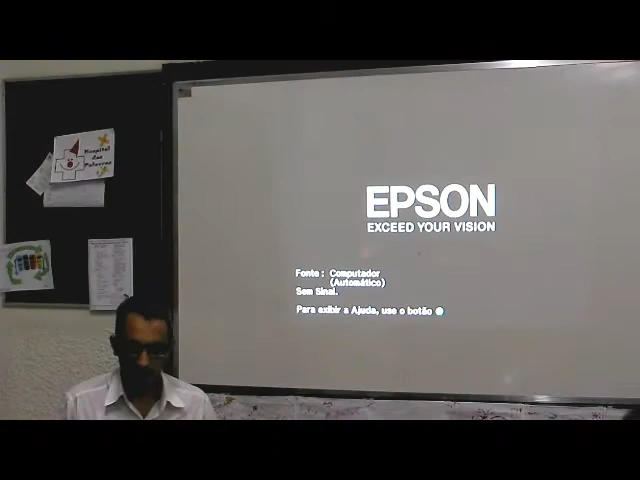 Hospital
das
Palavras
EPSON
EXCEED YOUR VISION
Fonte : Computador
(Automático)
Sem Sinal.
Para exibir a Ajuda, use o botão